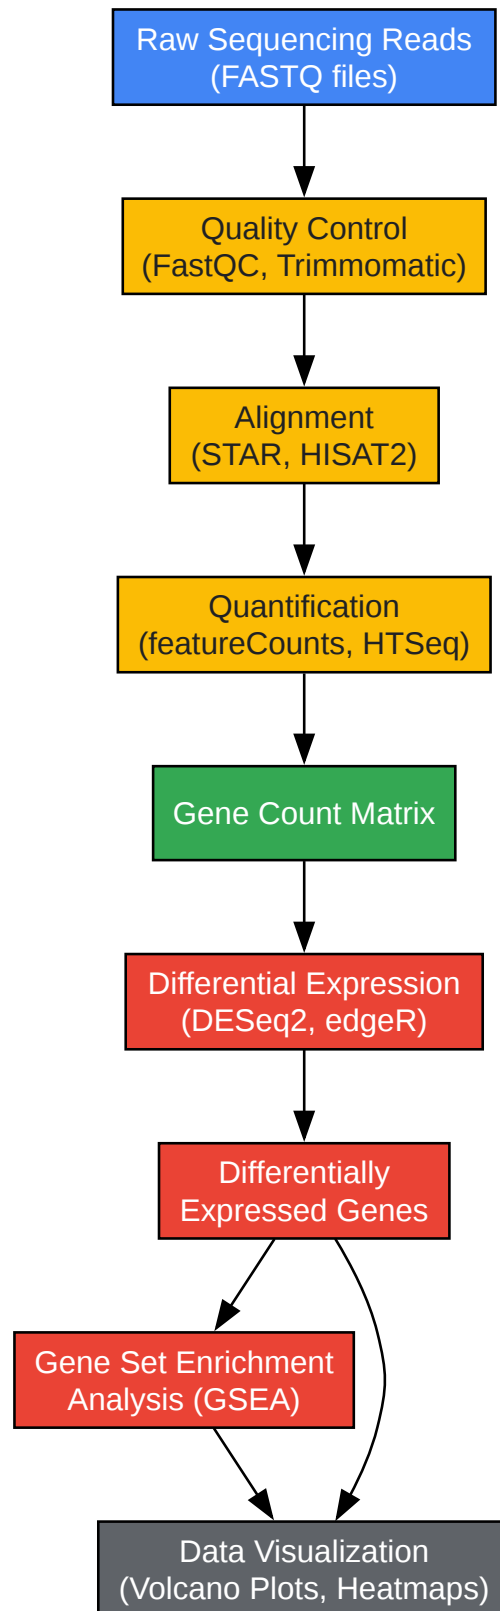 Raw Sequencing Reads
(FASTQ files)
Quality Control
(FastQC, Trimmomatic)
Alignment
(STAR, HISAT2)
Quantification
(featureCounts, HTSeq)
Gene Count Matrix
Differential Expression
(DESeq2, edgeR)
Differentially
Expressed Genes
Gene Set Enrichment
Analysis (GSEA)
Data Visualization
(Volcano Plots, Heatmaps)